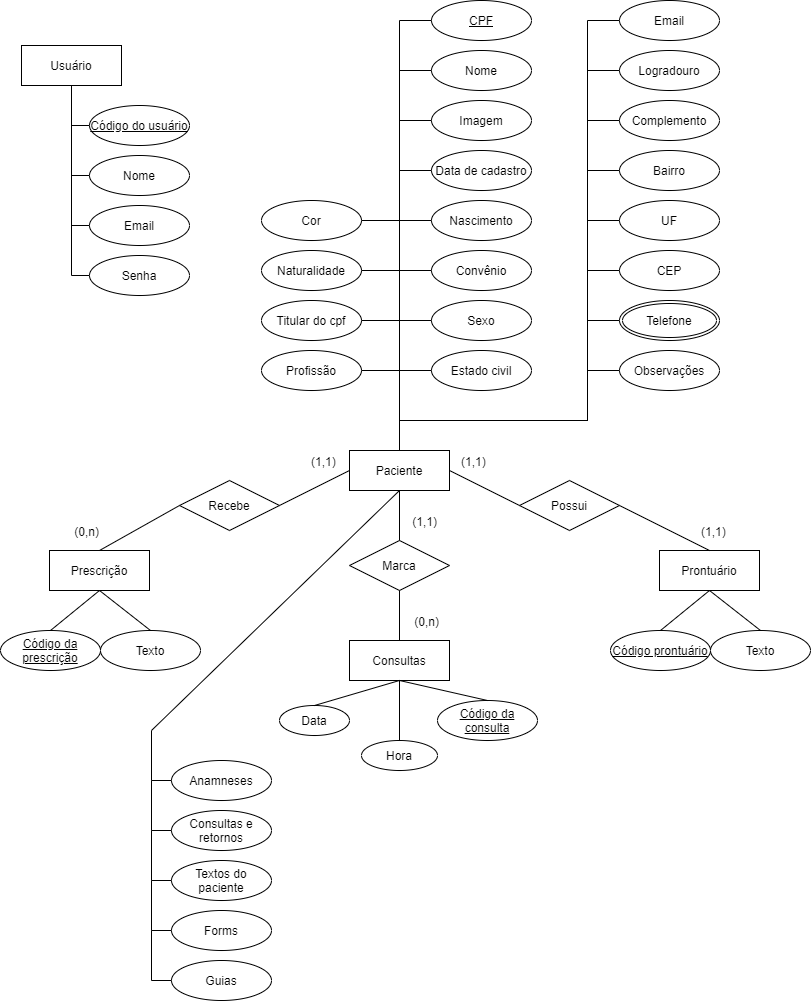 Usuário
Código do usuário
Nome
Email
Senha
CPF
Nome
Imagem
Data de cadastro
Nascimento
Convênio
Sexo
Estado civil
Cor
Naturalidade
Titular do cpf
Profissão
Email
Logradouro
Complemento
Bairro
UF
CEP
Telefone
Observações
Paciente
(1,1)
Recebe
(0,n)
Prescrição
Código da
prescrição
Texto
(1,1)
Marca
(0,n)
Consultas
Data
Hora
Código da
consulta
(1,1)
Possui
(1,1)
Prontuário
Código prontuário
Texto
Anamneses
Consultas e
retornos
Textos do
paciente
Forms
Guias